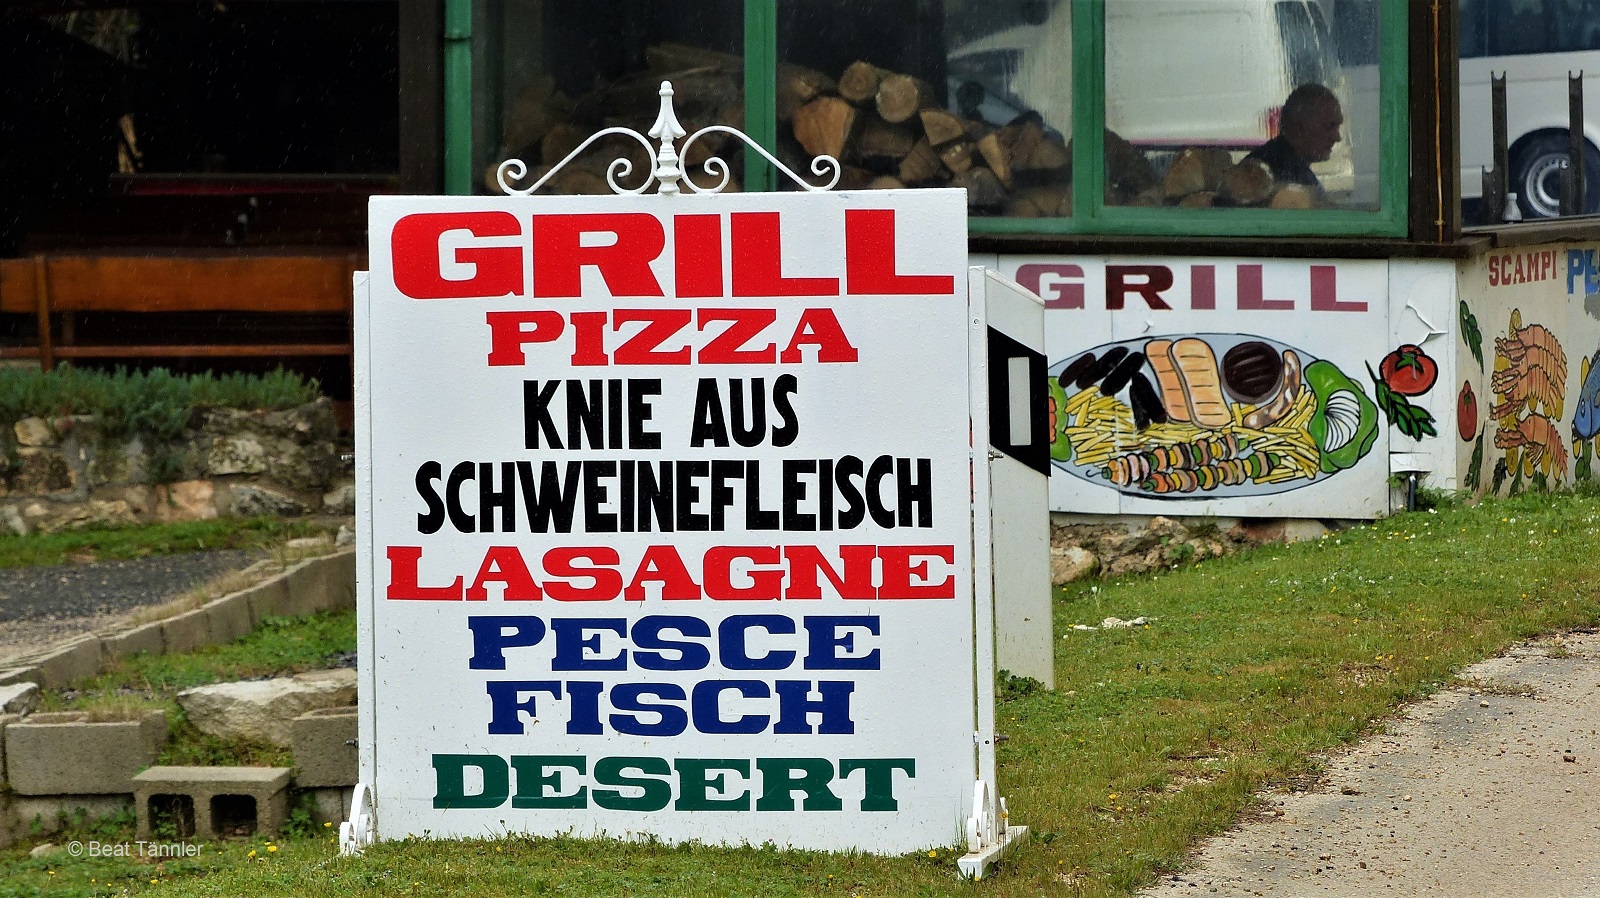 GRILL
PIZZA
KNIE AUS
SCHWEINEFLEISCH
LASAGNE
PESCE
FISCH
DESERT
GRILL
SCAMPI
© Beat Tännler